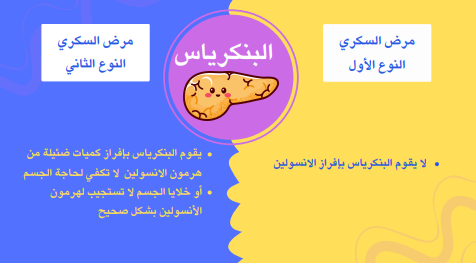 البنكرياس
مرض السكري
النوع الأول
لا يقوم البنكرياس بإفراز الانسولين
مرض السكري
النوع الثاني
يقوم البنكرياس بإفراز كميات ضئيلة من
هرمون الانسولين لا تكفي لحاجة الجسم
أو خلايا الجسم لا تستجيب لهرمون
الأنسولين بشكل صحيح